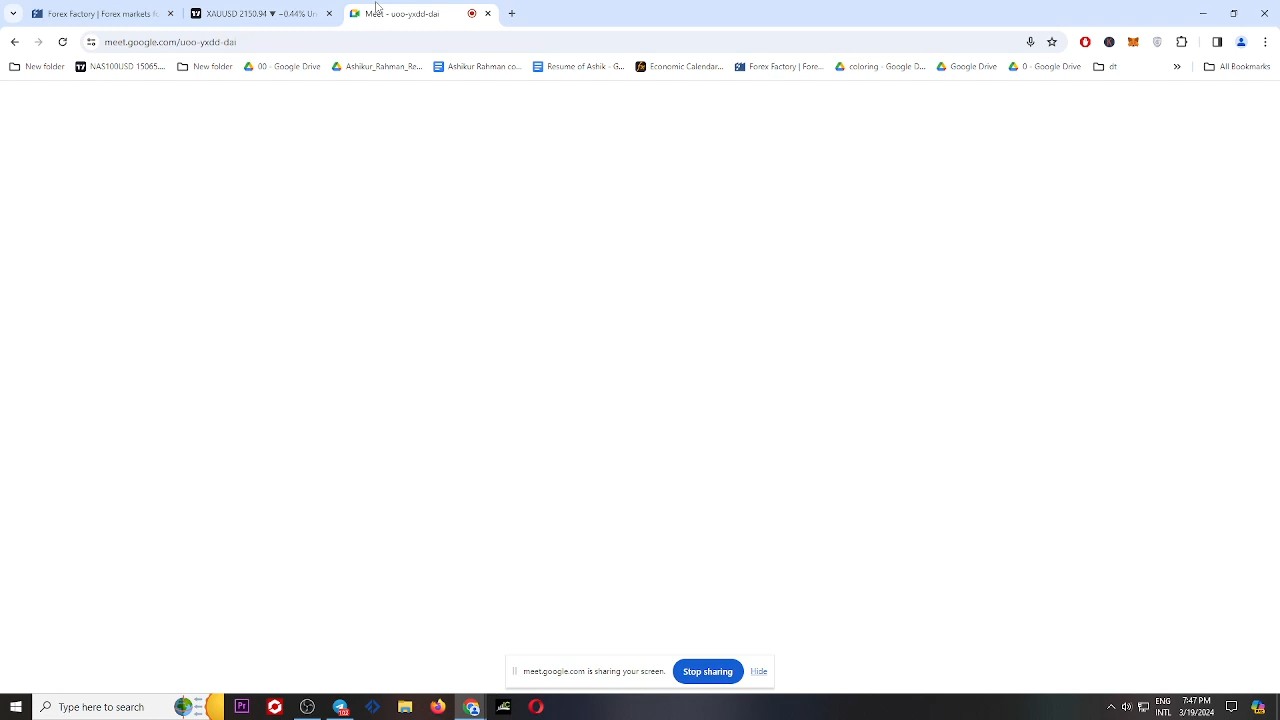 Forex Factory | Forex markets fo
XAUUSD 2150.94 ▼ −0.44% Un
Meet - uoo-yxdd-dai
meet.google.com/uoo-yxdd-dai
New folder
NAS100USD 15065....
New folder
00 - Google Drive
Ashikur_Rahman_Re...
Ashikur Rahman co...
Resume of Ashik - G...
Economic Calendar...
Forex Factory | Fore...
coloring - Google D...
Google Drive
0 - Google Drive
dt
All Bookmarks
meet.google.com is sharing your screen.
Stop sharing
Hide
Type here to search
Pr
103
ENG
INTL
7:47 PM
3/19/2024